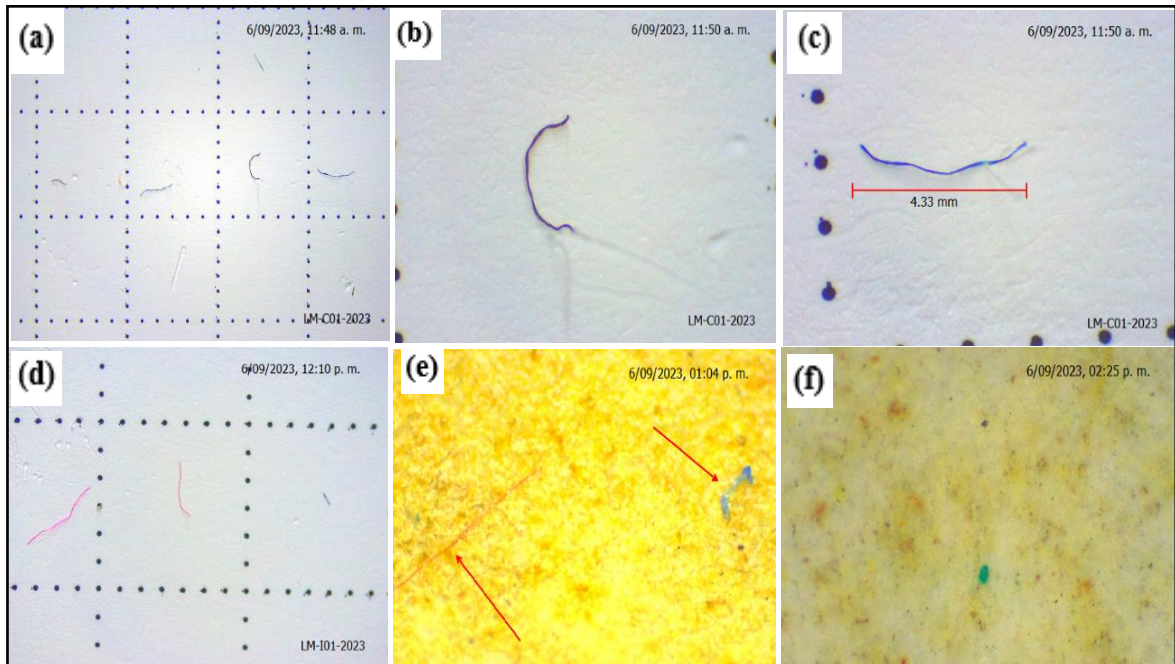 (a)
6/09/2023, 11:48 a. m.
LM-C01-2023
(b)
6/09/2023, 11:50 a. m.
LM-C01-2023
(c)
6/09/2023, 11:50 a. m.
4.33 mm
LM-C01-2023
(d)
6/09/2023, 12:10 p. m.
LM-I01-2023
(e)
6/09/2023, 01:04 p. m.
(f)
6/09/2023, 02:25 p. m.